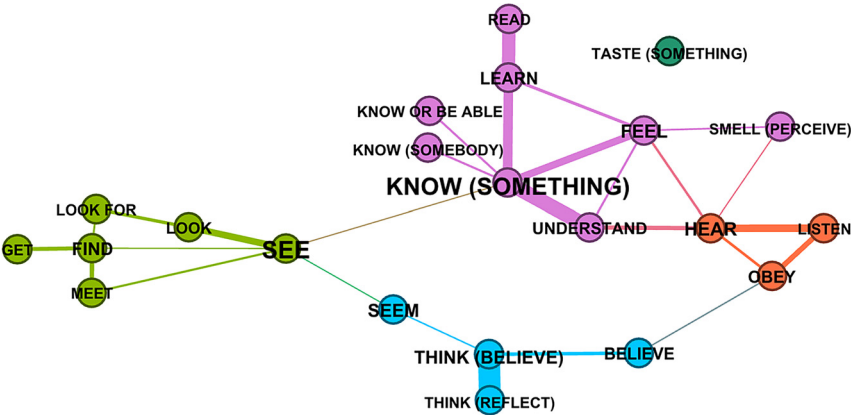 READ
TASTE (SOMETHING)
LEARN
KNOW OR BE ABLE
FEEL
SMELL (PERCEIVE)
KNOW (SOMEBODY)
KNOW (SOMETHING)
LOOK FOR
LOOK
UNDERSTAND
HEAR
LISTEN
GET
FIND
SEE
OBEY
MEET
SEEM
THINK (BELIEVE)
BELIEVE
THINK (REFLECT)